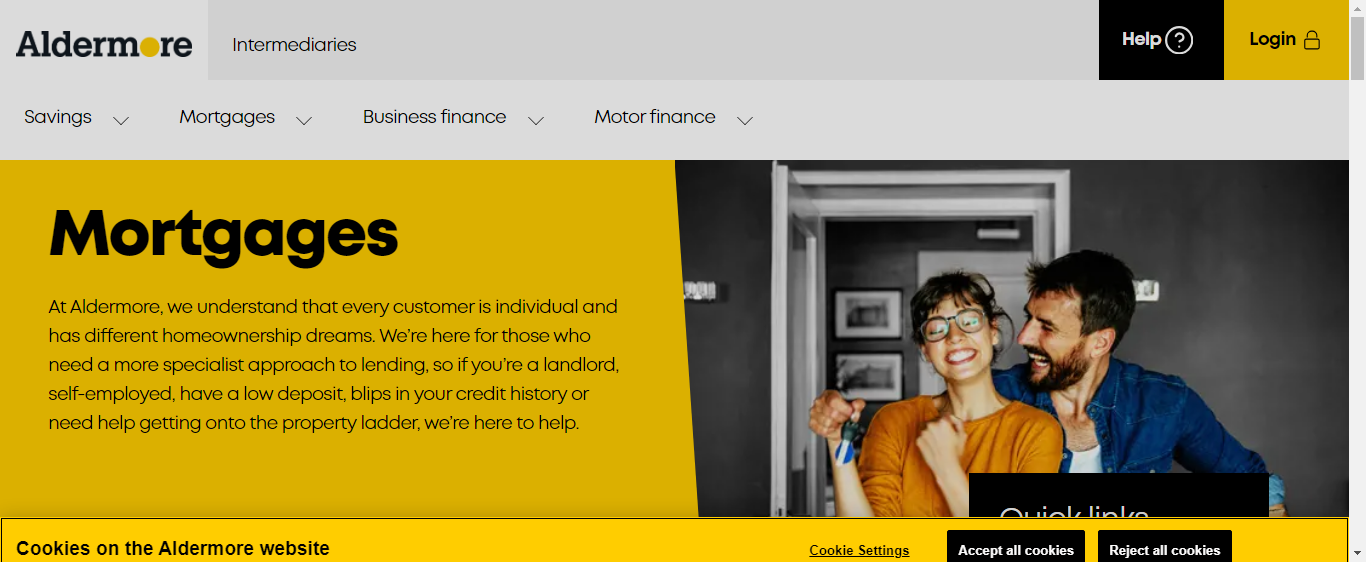 Aldermore
Intermediaries
Help
Login
Savings
Mortgages
Business finance
Motor finance
Mortgages
At Aldermore, we understand that every customer is individual and
has different homeownership dreams. We’re here for those who
need a more specialist approach to lending, so if you’re a landlord,
self-employed, have a low deposit, blips in your credit history or
need help getting onto the property ladder, we’re here to help.
Quick links
Cookies on the Aldermore website
Cookie Settings
Accept all cookies
Reject all cookies